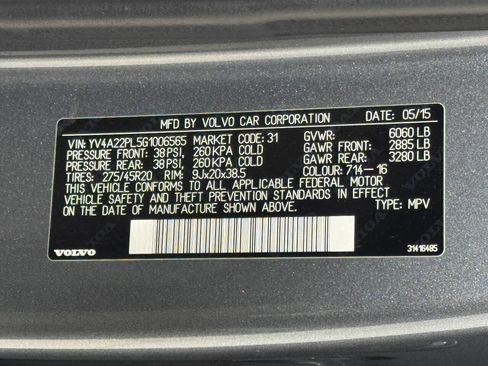 MFD BY VOLVO CAR CORPORATION DATE: 05/15
VIN: YV4A22PL5G1006565 MARKET CODE: 31 GVWR: 6060 LB
PRESSURE FRONT: 38 PSI, 260 KPA COLD GAWR FRONT: 2885 LB
PRESSURE REAR: 38 PSI, 260 KPA COLD GAWR REAR: 3280 LB
TIRES: 275/45R20 RIM: 9Jx20x38.5 COLOUR: 714-16
THIS VEHICLE CONFORMS TO ALL APPLICABLE FEDERAL MOTOR
VEHICLE SAFETY AND THEFT PREVENTION STANDARDS IN EFFECT
ON THE DATE OF MANUFACTURE SHOWN ABOVE. TYPE: MPV
VOLVO 31416485